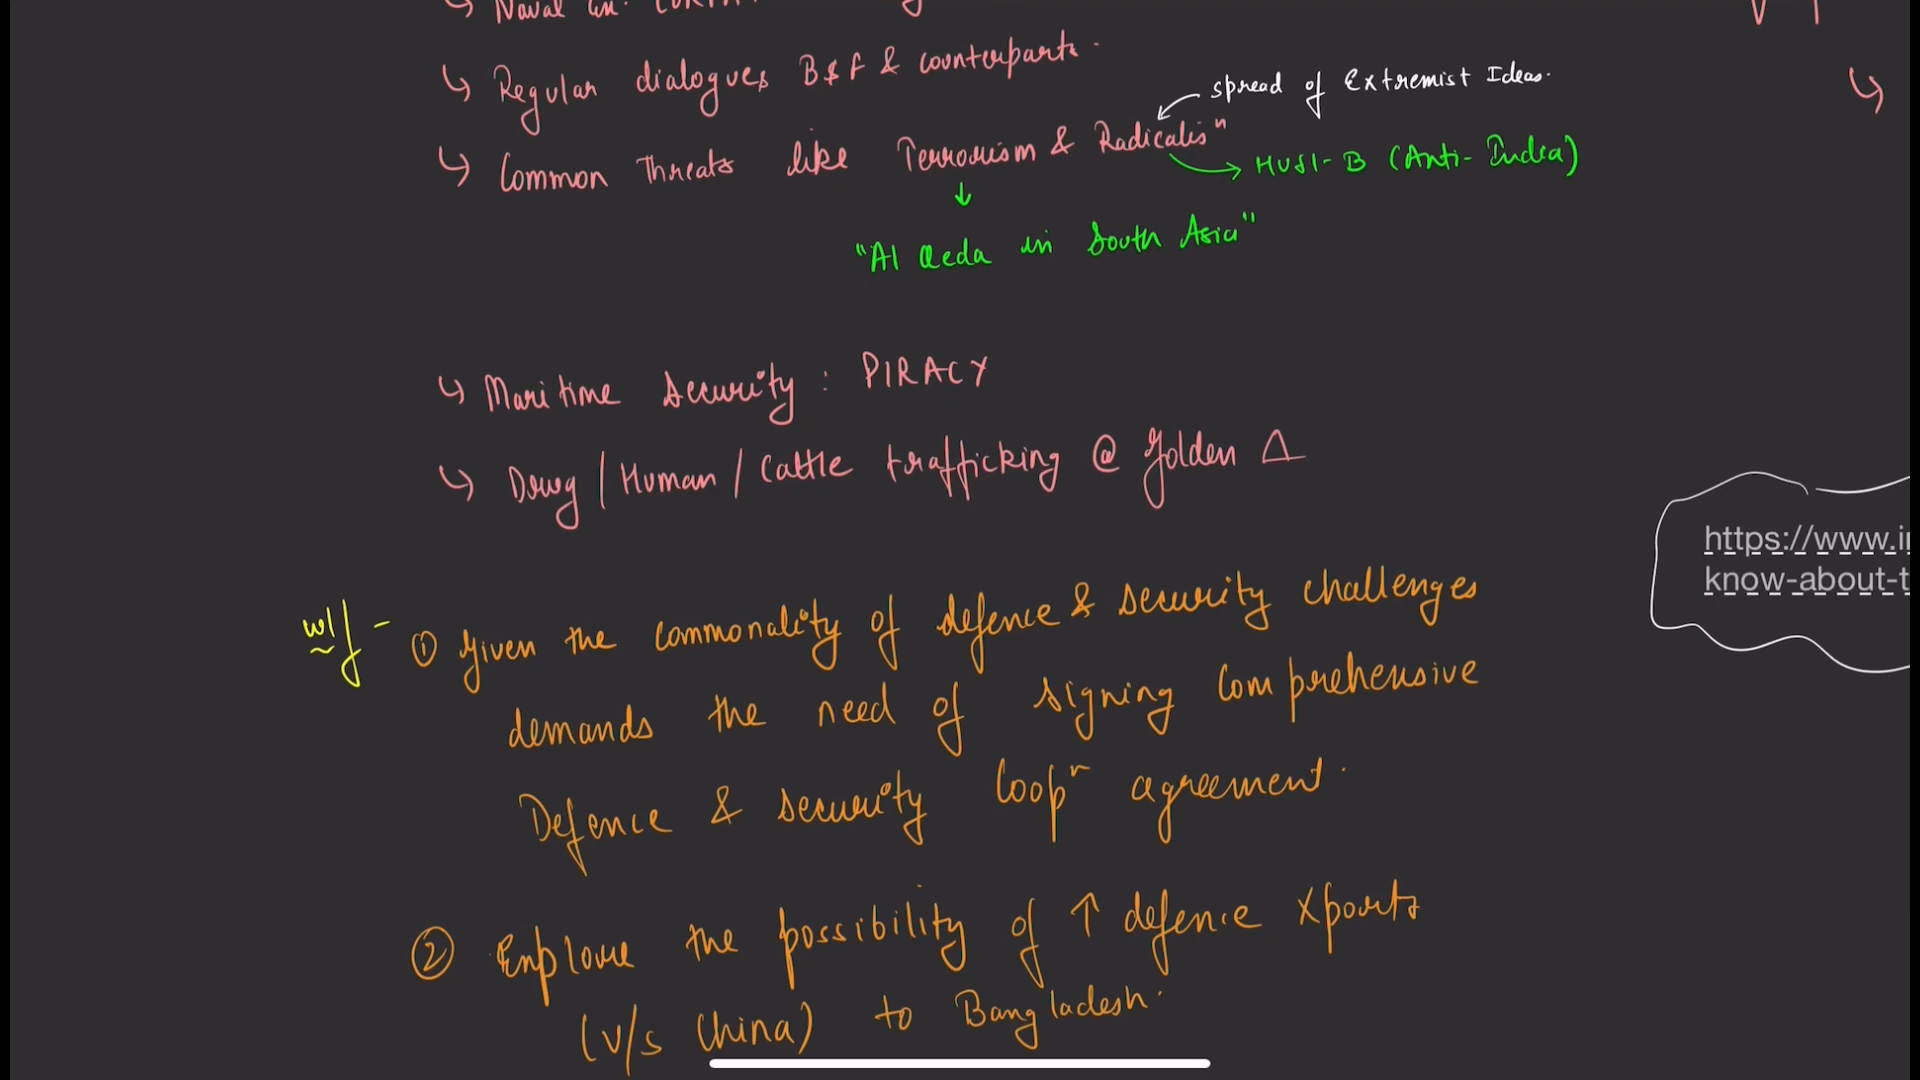 ↳ Naval
↳ Regular dialogues BSF & counterparts.
spread of Extremist Ideas.
↳ Common Threats like Terrorism & Radicalisⁿ
→ HUJI-B (Anti-India)
↓
"Al Qeda in South Asia"
↳ Maritime Security : PIRACY
↳ Drug / Human / Cattle trafficking @ Golden Δ
https://www.i
know-about-t
wf - ① Given the commonality of defence & security challenges
demands the need of signing comprehensive
Defence & security Coopⁿ agreement.
② Explore the possibility of ↑ defence Xports
(v/s China) to Bangladesh.